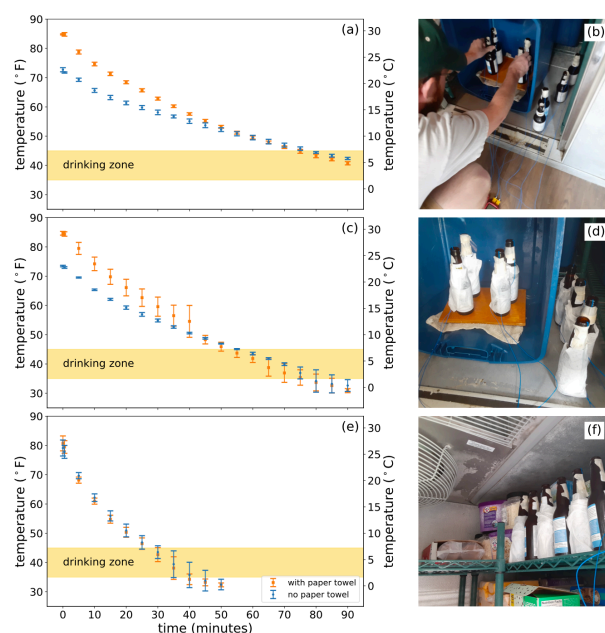 (a)
temperature (°F)
90
80
70
60
50
40
30
drinking zone
30
25
20
15
10
5
0
temperature (°C)
(b)
(c)
temperature (°F)
90
80
70
60
50
40
30
drinking zone
30
25
20
15
10
5
0
temperature (°C)
(d)
(e)
temperature (°F)
90
80
70
60
50
40
30
drinking zone
30
25
20
15
10
5
0
temperature (°C)
with paper towel
no paper towel
0 10 20 30 40 50 60 70 80 90
time (minutes)
(f)